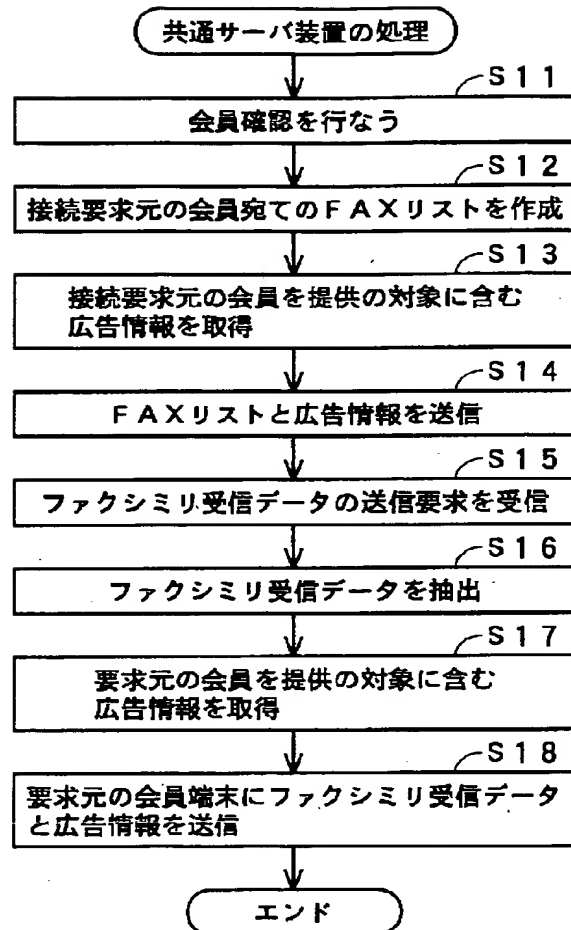 共通サーバ装置の処理
S11
会員確認を行なう
S12
接続要求元の会員宛てのFAXリストを作成
S13
接続要求元の会員を提供の対象に含む
広告情報を取得
S14
FAXリストと広告情報を送信
S15
ファクシミリ受信データの送信要求を受信
S16
ファクシミリ受信データを抽出
S17
要求元の会員を提供の対象に含む
広告情報を取得
S18
要求元の会員端末にファクシミリ受信データ
と広告情報を送信
エンド